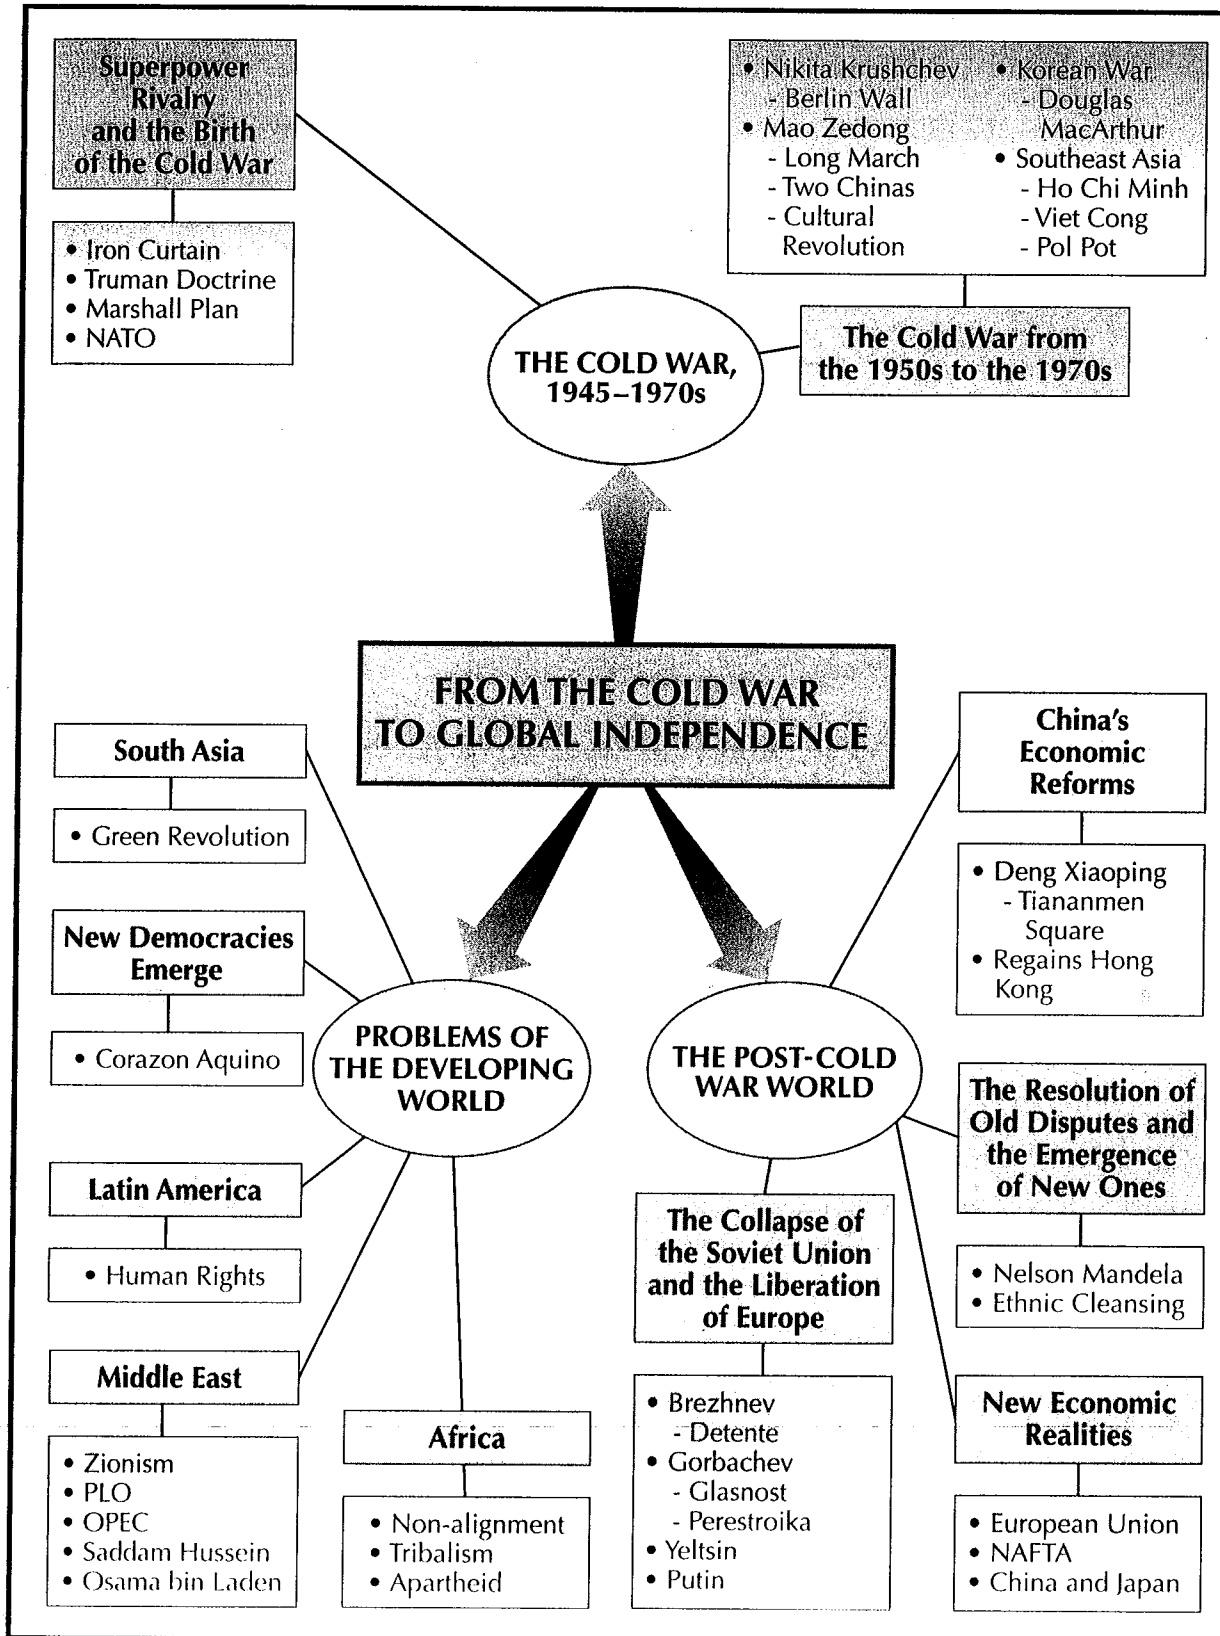 Superpower
Rivalry
and the Birth
of the Cold War
• Iron Curtain
• Truman Doctrine
• Marshall Plan
• NATO
• Nikita Krushchev
- Berlin Wall
• Mao Zedong
- Long March
- Two Chinas
- Cultural
Revolution
• Korean War
- Douglas
MacArthur
• Southeast Asia
- Ho Chi Minh
- Viet Cong
- Pol Pot
THE COLD WAR,
1945–1970s
The Cold War from
the 1950s to the 1970s
FROM THE COLD WAR
TO GLOBAL INDEPENDENCE
South Asia
• Green Revolution
New Democracies
Emerge
• Corazon Aquino
PROBLEMS OF
THE DEVELOPING
WORLD
Latin America
• Human Rights
Middle East
• Zionism
• PLO
• OPEC
• Saddam Hussein
• Osama bin Laden
Africa
• Non-alignment
• Tribalism
• Apartheid
THE POST-COLD
WAR WORLD
China's
Economic
Reforms
• Deng Xiaoping
- Tiananmen
Square
• Regains Hong
Kong
The Resolution of
Old Disputes and
the Emergence
of New Ones
• Nelson Mandela
• Ethnic Cleansing
The Collapse of
the Soviet Union
and the Liberation
of Europe
• Brezhnev
- Detente
• Gorbachev
- Glasnost
- Perestroika
• Yeltsin
• Putin
New Economic
Realities
• European Union
• NAFTA
• China and Japan